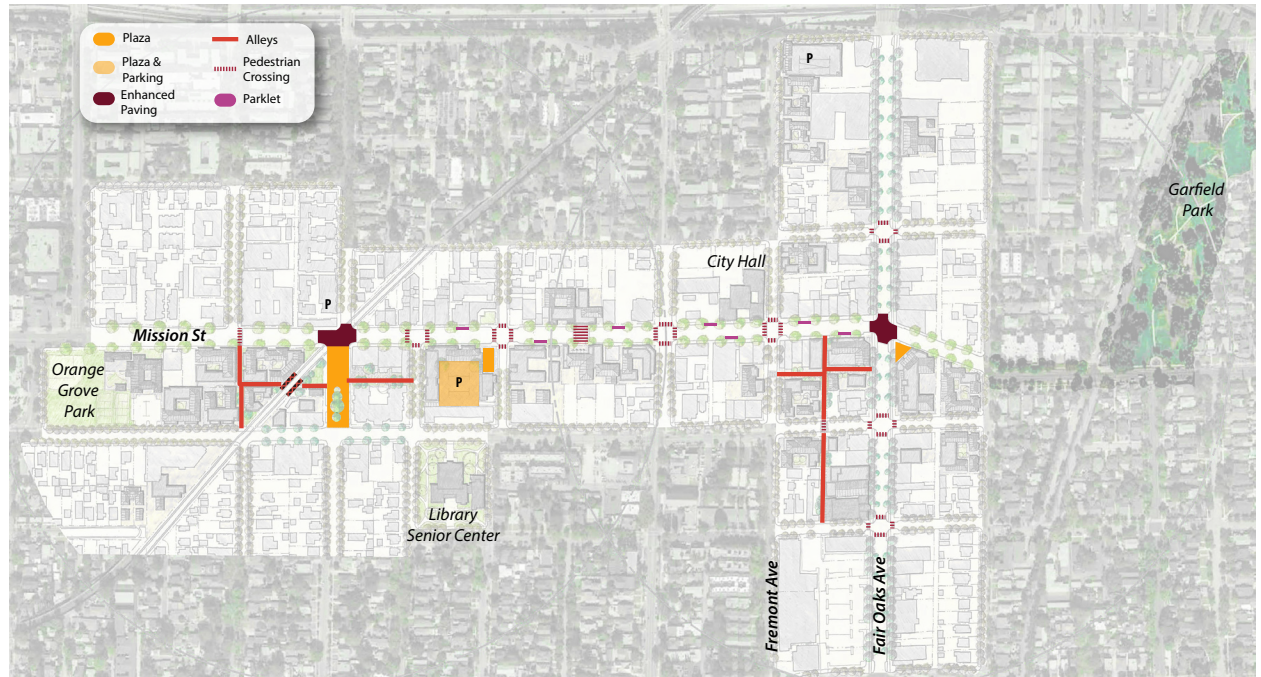 Plaza
Plaza &
Parking
Enhanced
Paving
Alleys
Pedestrian
Crossing
Parklet
P
Garfield
Park
City Hall
P
Mission St
Orange
Grove
Park
P
Library
Senior Center
Fremont Ave
Fair Oaks Ave